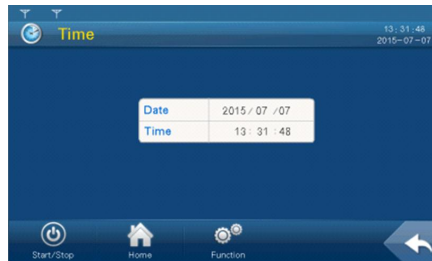 Time
13:31:48
2015-07-07
Date 2015/ 07 /07
Time 13: 31 :48
Start/Stop Home Function